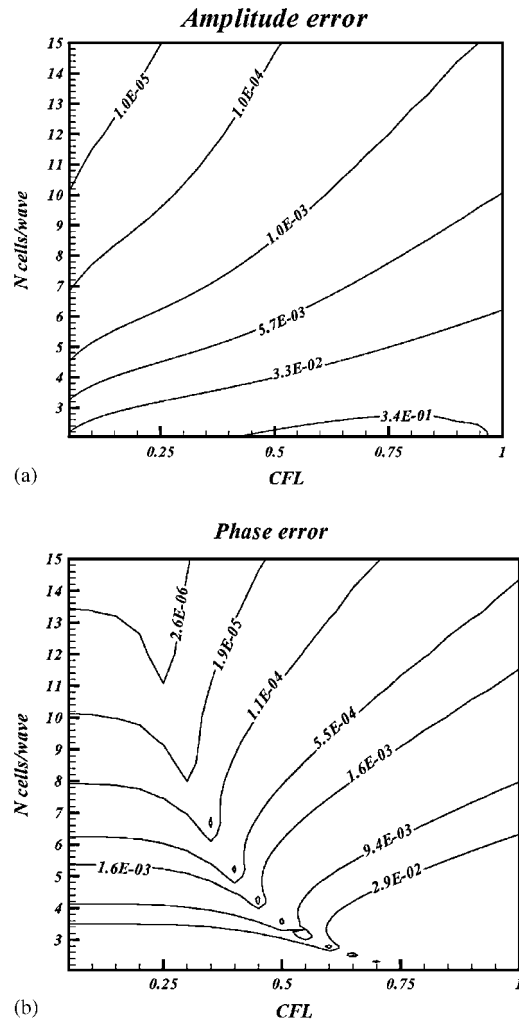 Amplitude error
15
14
13
12
11
10
9
8
7
6
5
4
3
N cells/wave
1.0E-05
1.0E-04
1.0E-03
5.7E-03
3.3E-02
3.4E-01
0.25
0.5
0.75
1
CFL
(a)
Phase error
15
14
13
12
11
10
9
8
7
6
5
4
3
N cells/wave
2.6E-06
1.9E-05
1.1E-04
5.5E-04
1.6E-03
1.6E-03
9.4E-03
2.9E-02
0.25
0.5
0.75
1
CFL
(b)